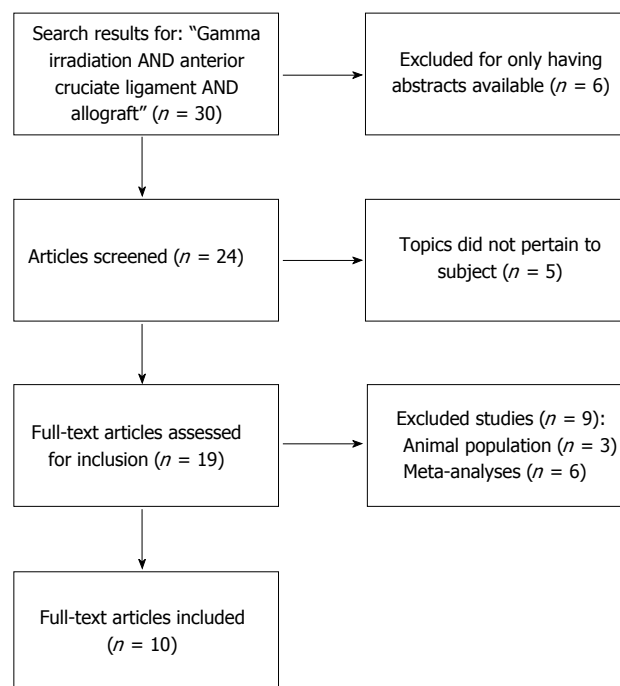 Search results for: “Gamma
irradiation AND anterior
cruciate ligament AND
allograft” (n = 30)
Excluded for only having
abstracts available (n = 6)
Articles screened (n = 24)
Topics did not pertain to
subject (n = 5)
Full-text articles assessed
for inclusion (n = 19)
Excluded studies (n = 9):
Animal population (n = 3)
Meta-analyses (n = 6)
Full-text articles included
(n = 10)